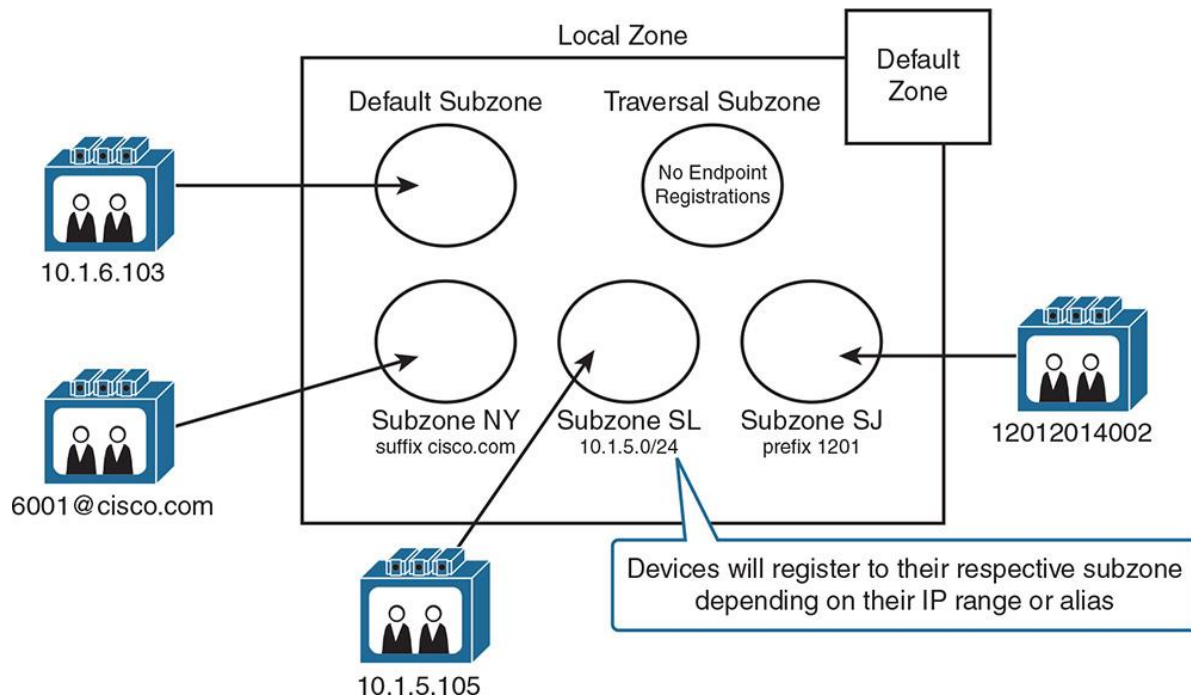 Local Zone
Default
Zone
Default Subzone
Traversal Subzone
No Endpoint
Registrations
10.1.6.103
Subzone NY
suffix cisco.com
Subzone SL
10.1.5.0/24
Subzone SJ
prefix 1201
12012014002
6001@cisco.com
Devices will register to their respective subzone
depending on their IP range or alias
10.1.5.105